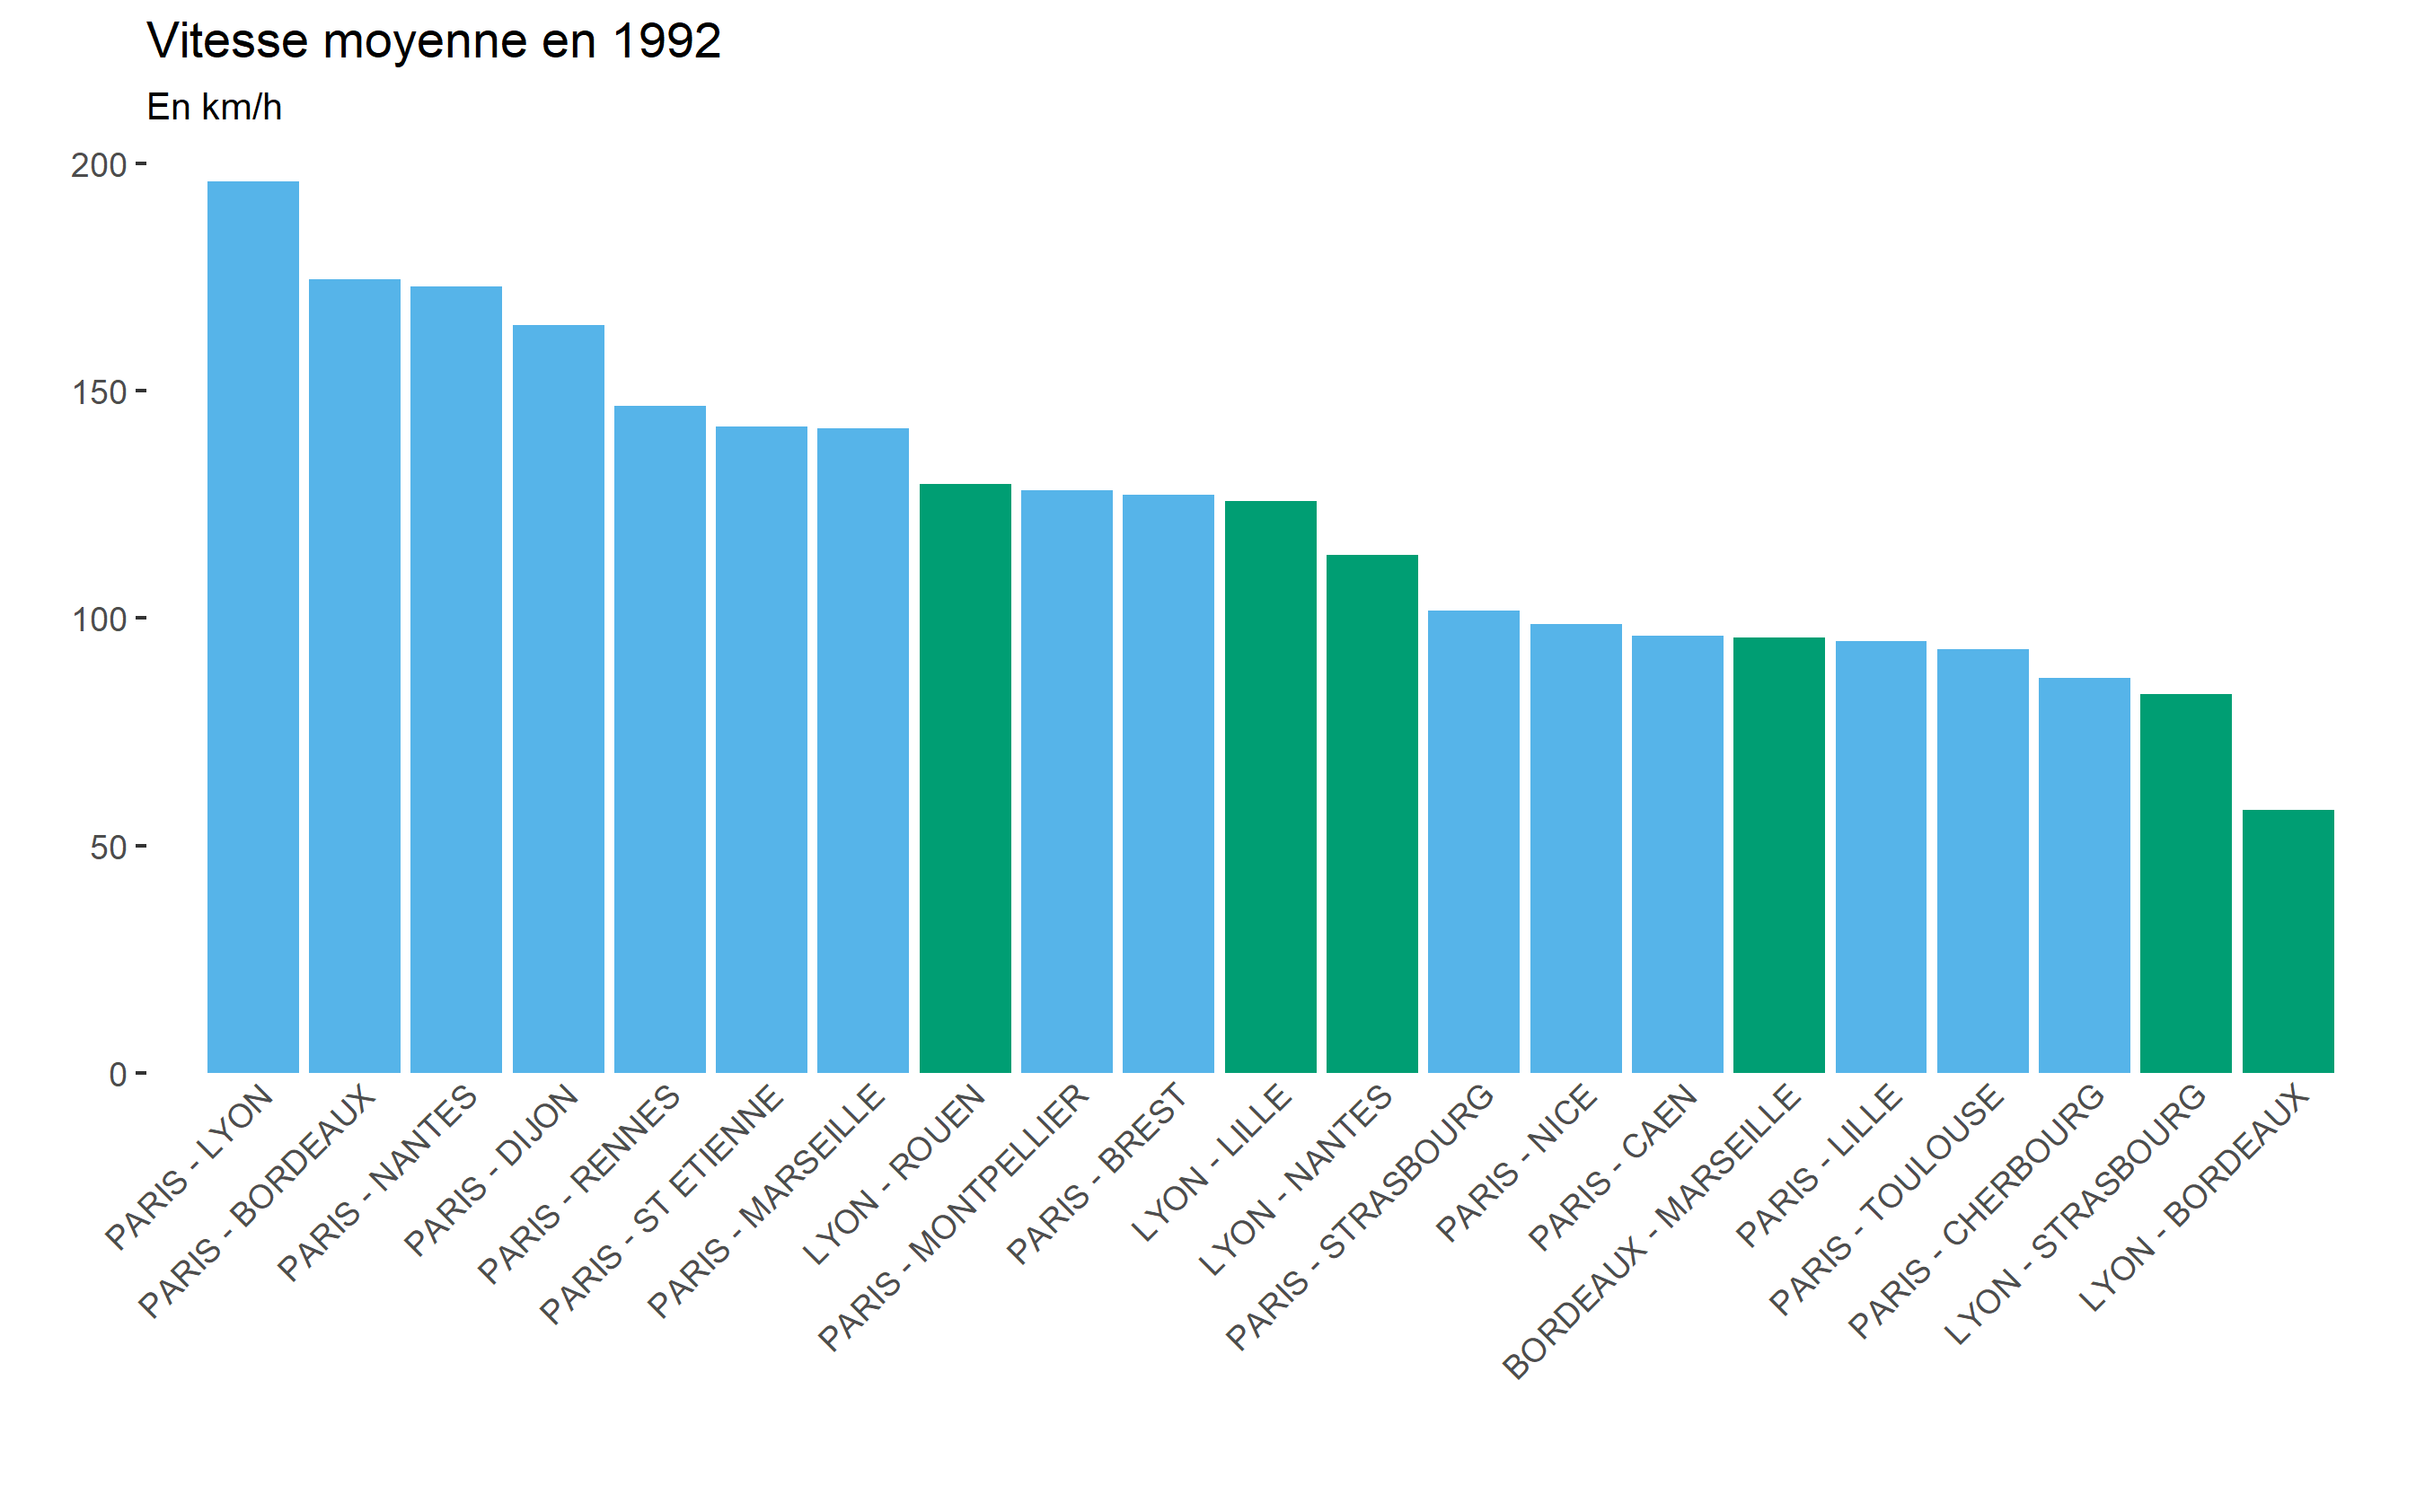 Vitesse moyenne en 1992
En km/h
200
150
100
50
0
PARIS - LYON
PARIS - BORDEAUX
PARIS - NANTES
PARIS - DIJON
PARIS - RENNES
PARIS - ST ETIENNE
PARIS - MARSEILLE
LYON - ROUEN
PARIS - MONTPELLIER
PARIS - BREST
LYON - LILLE
LYON - NANTES
PARIS - STRASBOURG
PARIS - NICE
PARIS - CAEN
BORDEAUX - MARSEILLE
PARIS - LILLE
PARIS - TOULOUSE
PARIS - CHERBOURG
LYON - STRASBOURG
LYON - BORDEAUX